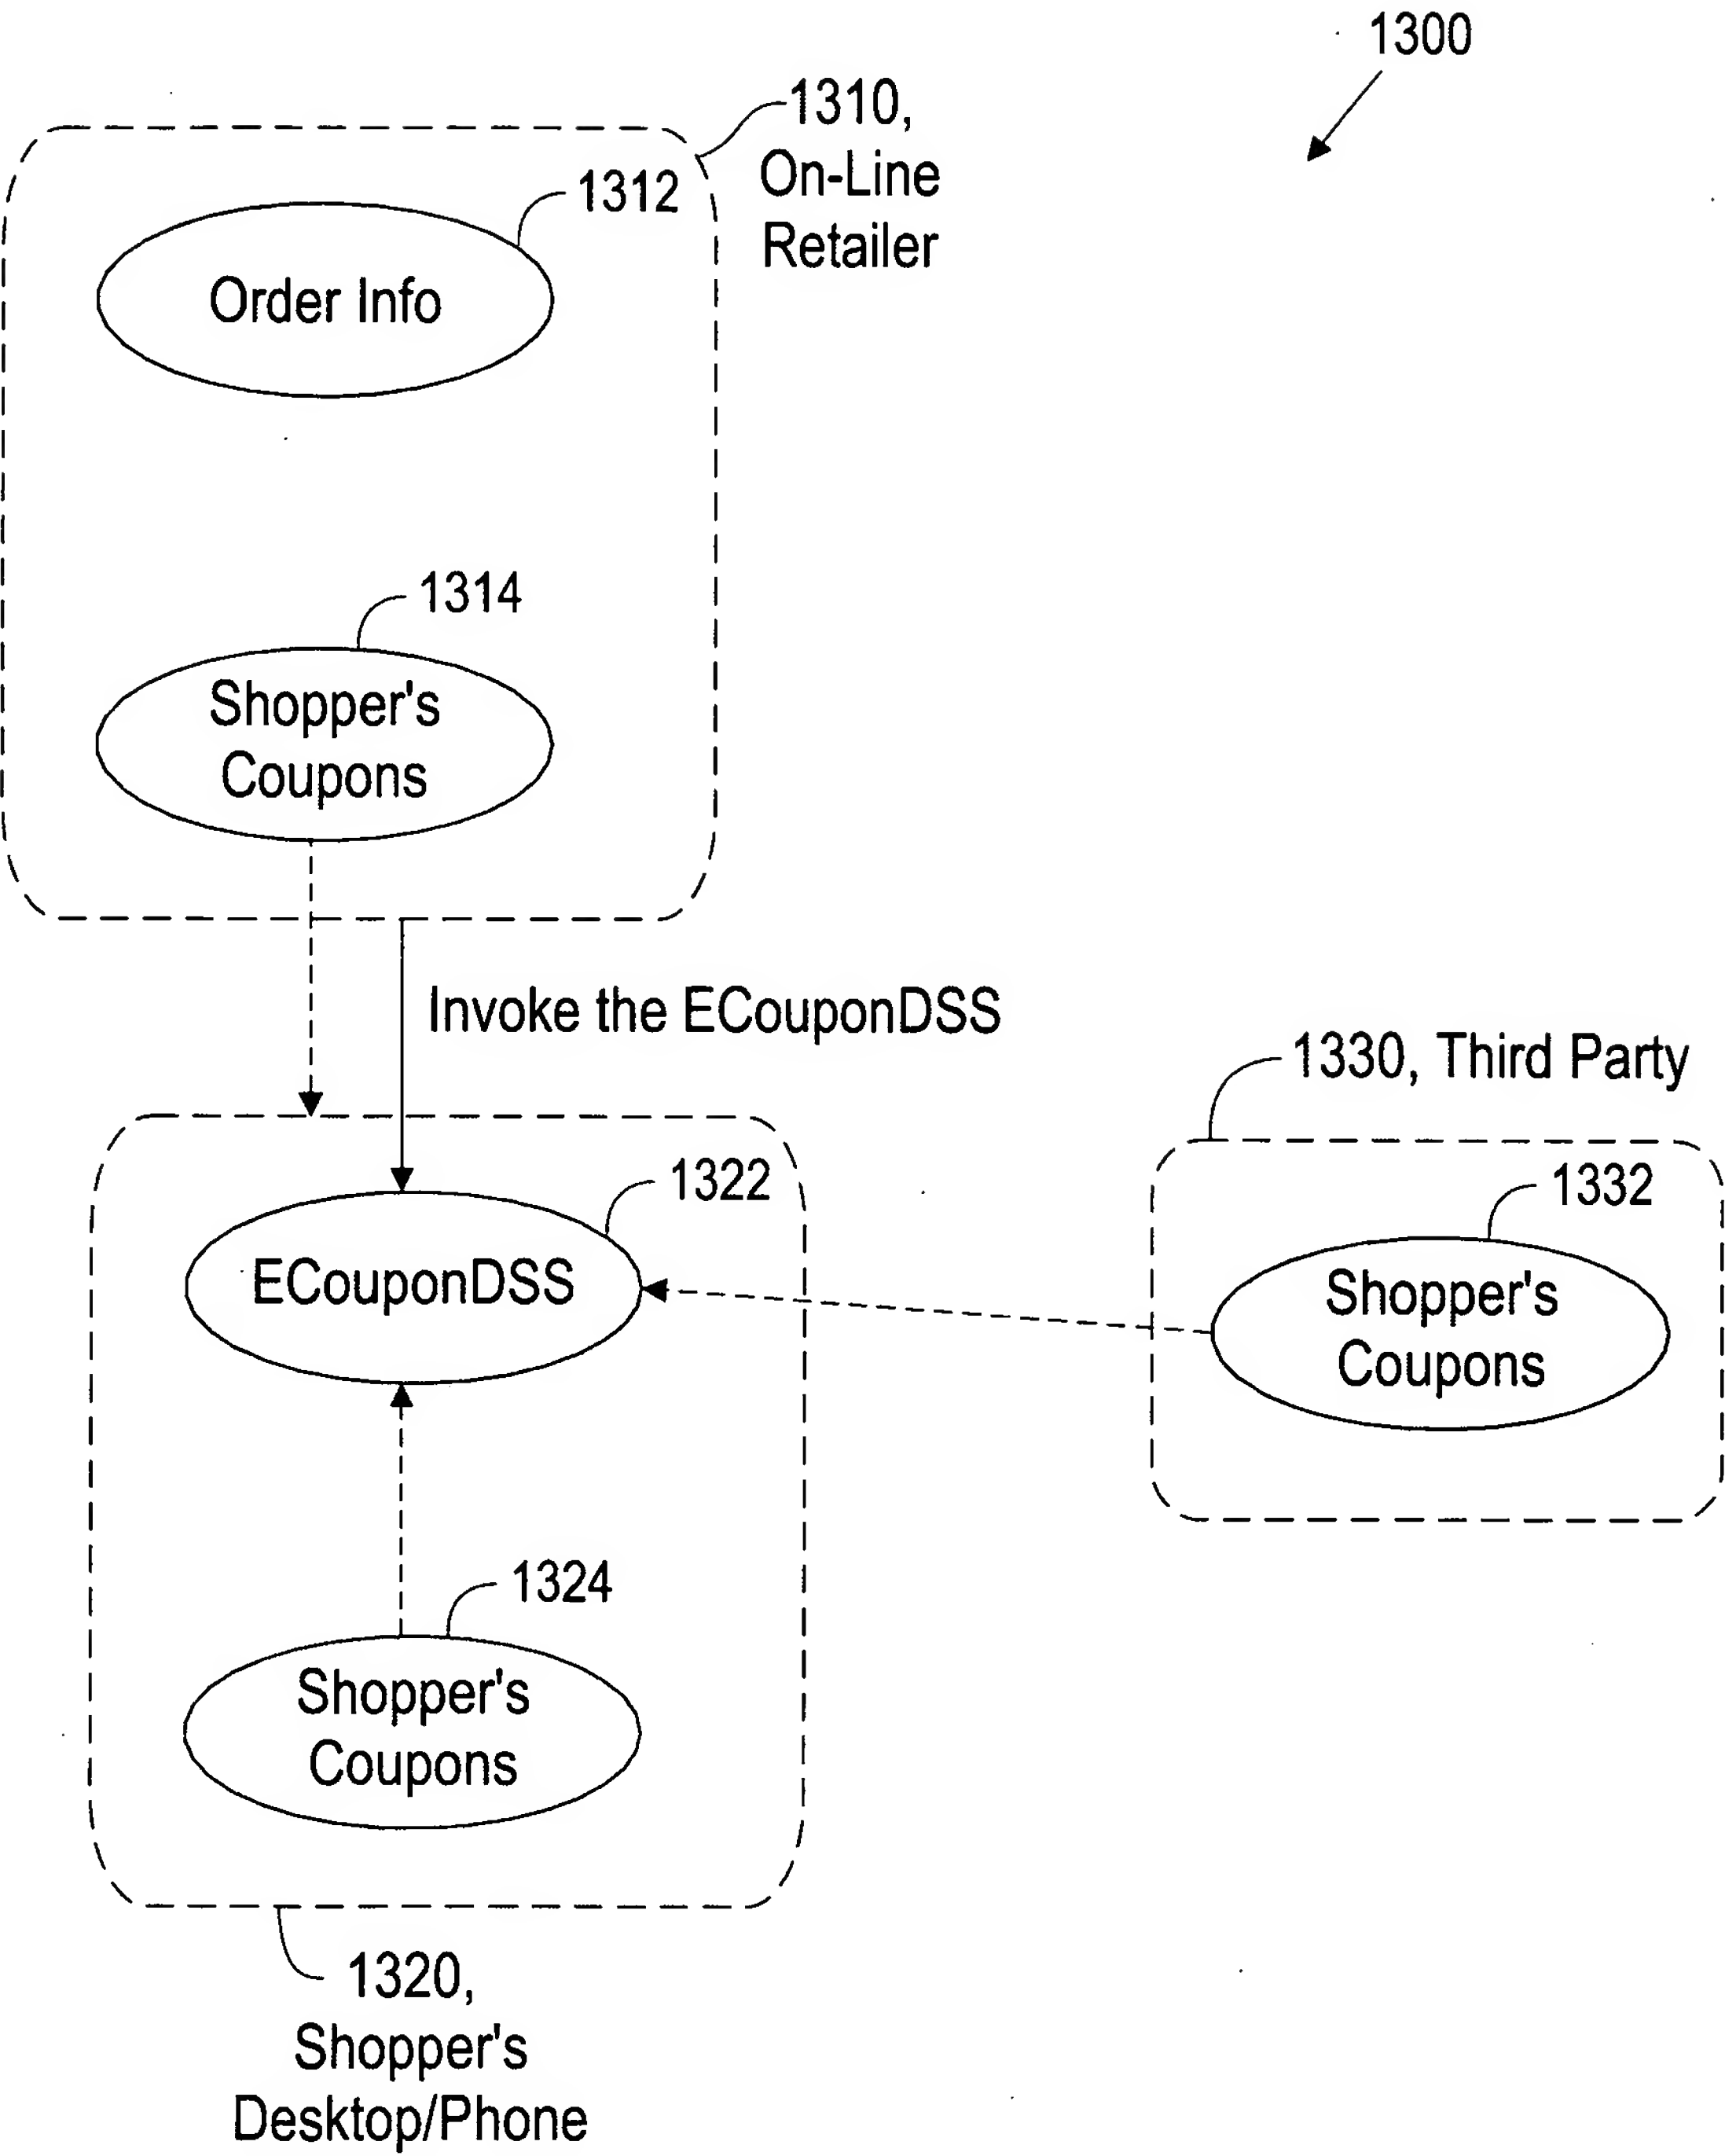 1300
1310,
On-Line
Retailer
1312
Order Info
1314
Shopper's
Coupons
Invoke the ECouponDSS
1330, Third Party
1322
ECouponDSS
1332
Shopper's
Coupons
1324
Shopper's
Coupons
1320,
Shopper's
Desktop/Phone